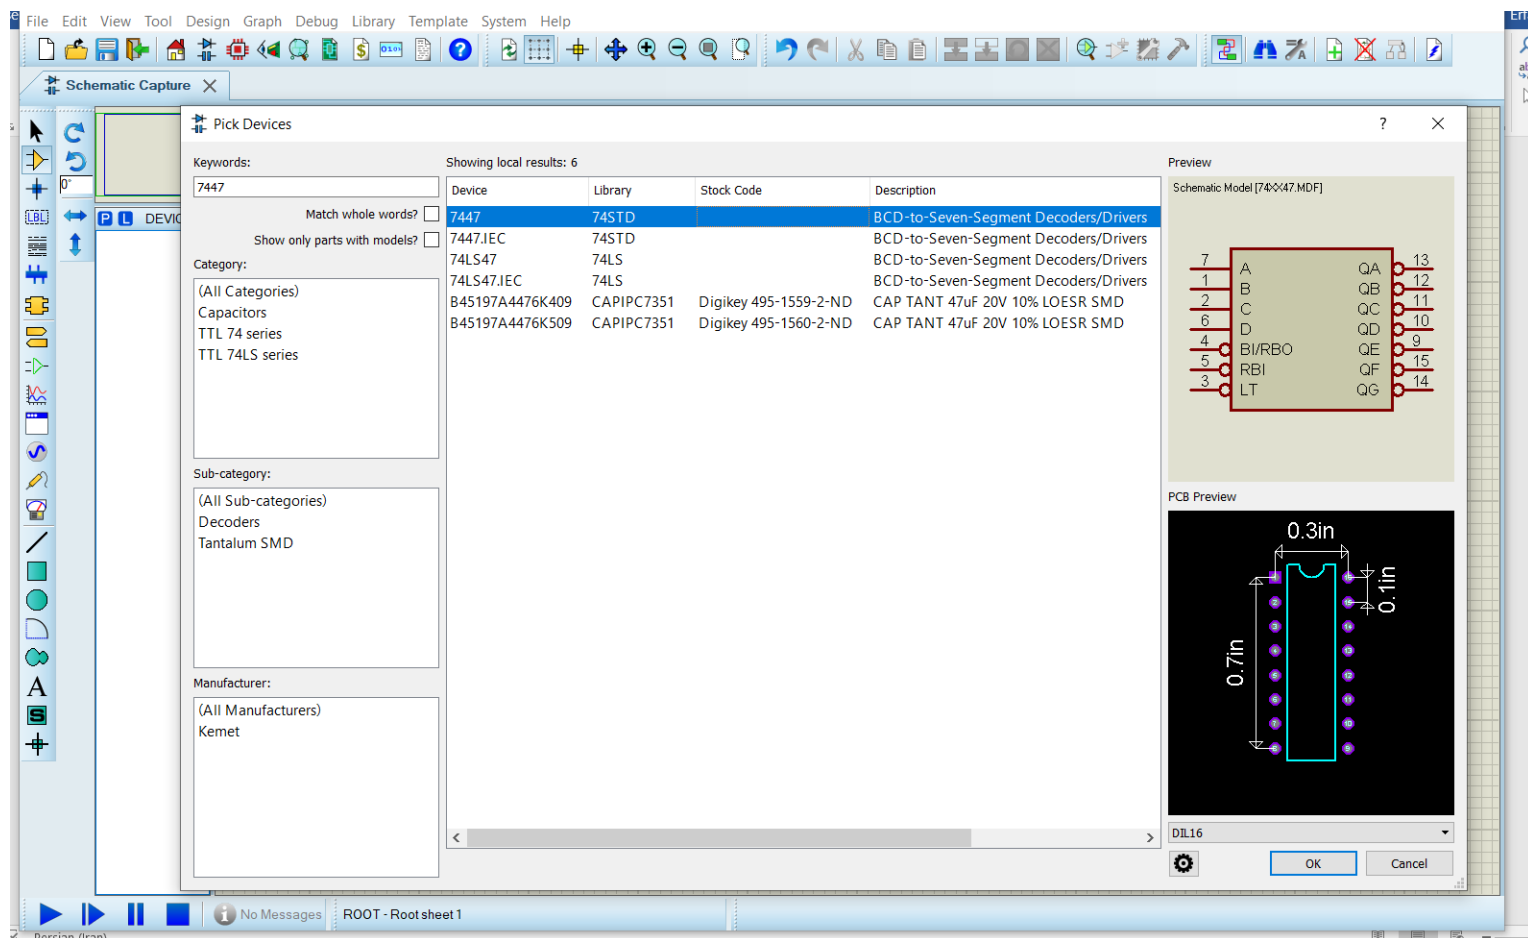 File Edit View Tool Design Graph Debug Library Template System Help
Schematic Capture
Pick Devices
?
Keywords:
7447
Match whole words?
Show only parts with models?
Category:
(All Categories)
Capacitors
TTL 74 series
TTL 74LS series
Sub-category:
(All Sub-categories)
Decoders
Tantalum SMD
Manufacturer:
(All Manufacturers)
Kemet
Showing local results: 6
Device Library Stock Code Description
7447 74STD BCD-to-Seven-Segment Decoders/Drivers
7447.IEC 74STD BCD-to-Seven-Segment Decoders/Drivers
74LS47 74LS BCD-to-Seven-Segment Decoders/Drivers
74LS47.IEC 74LS BCD-to-Seven-Segment Decoders/Drivers
B45197A4476K409 CAPIPC7351 Digikey 495-1559-2-ND CAP TANT 47uF 20V 10% LOESR SMD
B45197A4476K509 CAPIPC7351 Digikey 495-1560-2-ND CAP TANT 47uF 20V 10% LOESR SMD
Preview
Schematic Model [74XX47.MDF]
7 A QA 13
1 B QB 12
2 C QC 11
6 D QD 10
4 BI/RBO QE 9
5 RBI QF 15
3 LT QG 14
PCB Preview
0.3in
0.1in
0.7in
DIL16
OK Cancel
0°
LBL
P L DEVIC
A
S
No Messages ROOT - Root sheet 1
Persian (Iran)